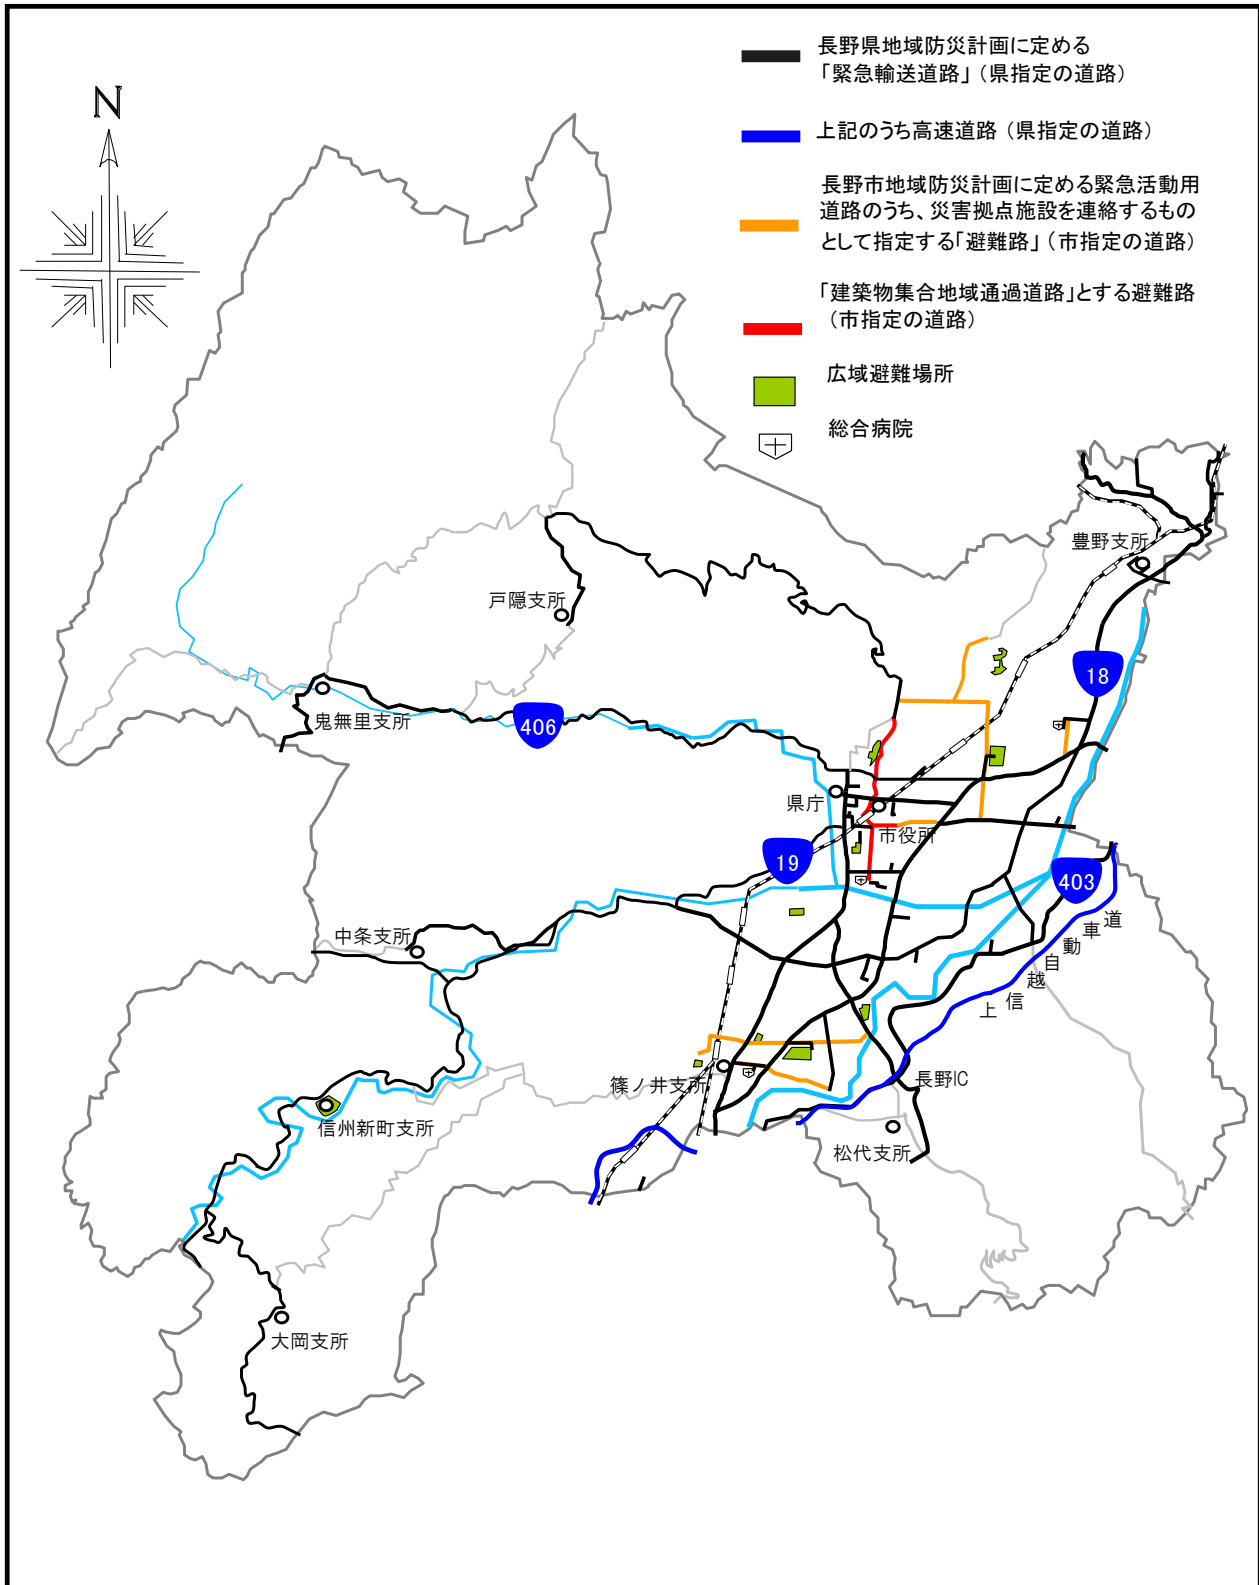 長野県地域防災計画に定める
「緊急輸送道路」（県指定の道路）
上記のうち高速道路（県指定の道路）
長野市地域防災計画に定める緊急活動用
道路のうち、災害拠点施設を連絡するもの
として指定する「避難路」（市指定の道路）
「建築物集合地域通過道路」とする避難路
（市指定の道路）
広域避難場所
総合病院
N
豊野支所
戸隠支所
18
鬼無里支所
406
県庁
市役所
19
403
中条支所
上信越自動車道
長野IC
篠ノ井支所
信州新町支所
松代支所
大岡支所